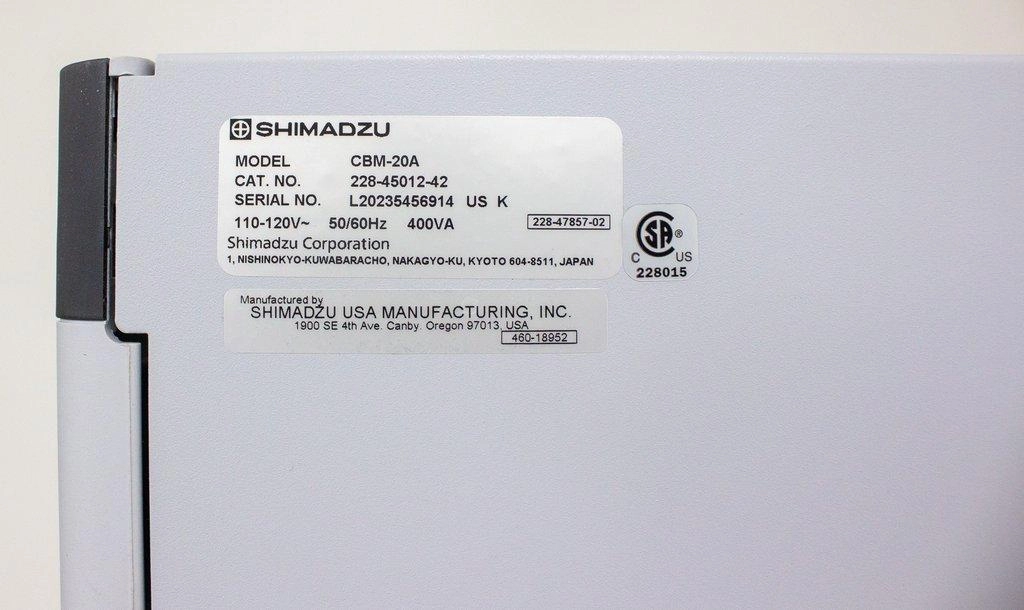 SHIMADZU
MODEL CBM-20A
CAT. NO. 228-45012-42
SERIAL NO. L20235456914 US K
110-120V~ 50/60Hz 400VA 228-47857-02
Shimadzu Corporation
1, NISHINOKYO-KUWABARACHO, NAKAGYO-KU, KYOTO 604-8511, JAPAN
CSA ®
C US
228015
Manufactured by
SHIMADZU USA MANUFACTURING, INC.
1900 SE 4th Ave. Canby. Oregon 97013, USA
460-18952